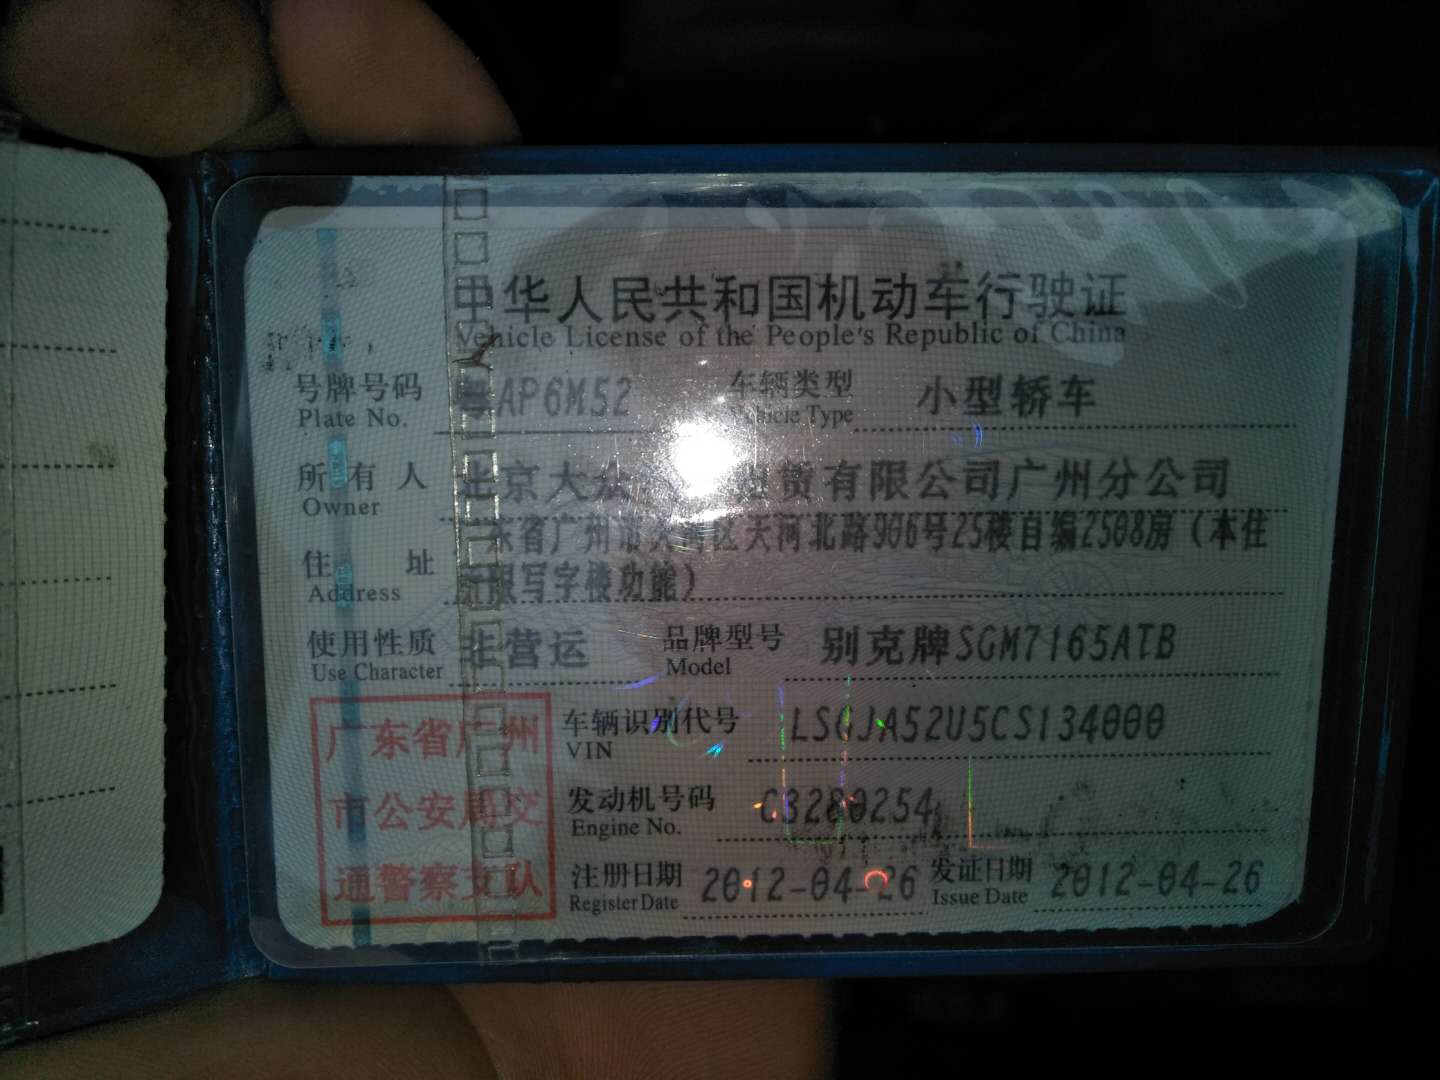 中华人民共和国机动车行驶证
Vehicle License of the People's Republic of China
号牌号码 粤AP6M52 车辆类型 小型轿车
Plate No. Vehicle Type
所有人 北京大众 赁有限公司广州分公司
Owner
东省广州市天河区天河北路906号25楼自编2508房（本住
住址 所限写字楼功能）
Address
使用性质 非营运 品牌型号 别克牌SGM7165ATB
Use Character Model
广东省广州 车辆识别代号 LSGJA52U5CS134000
VIN
市公安局交 发动机号码 C3280254
Engine No.
通警察支队 注册日期 2012-04-26 发证日期 2012-04-26
Register Date Issue Date